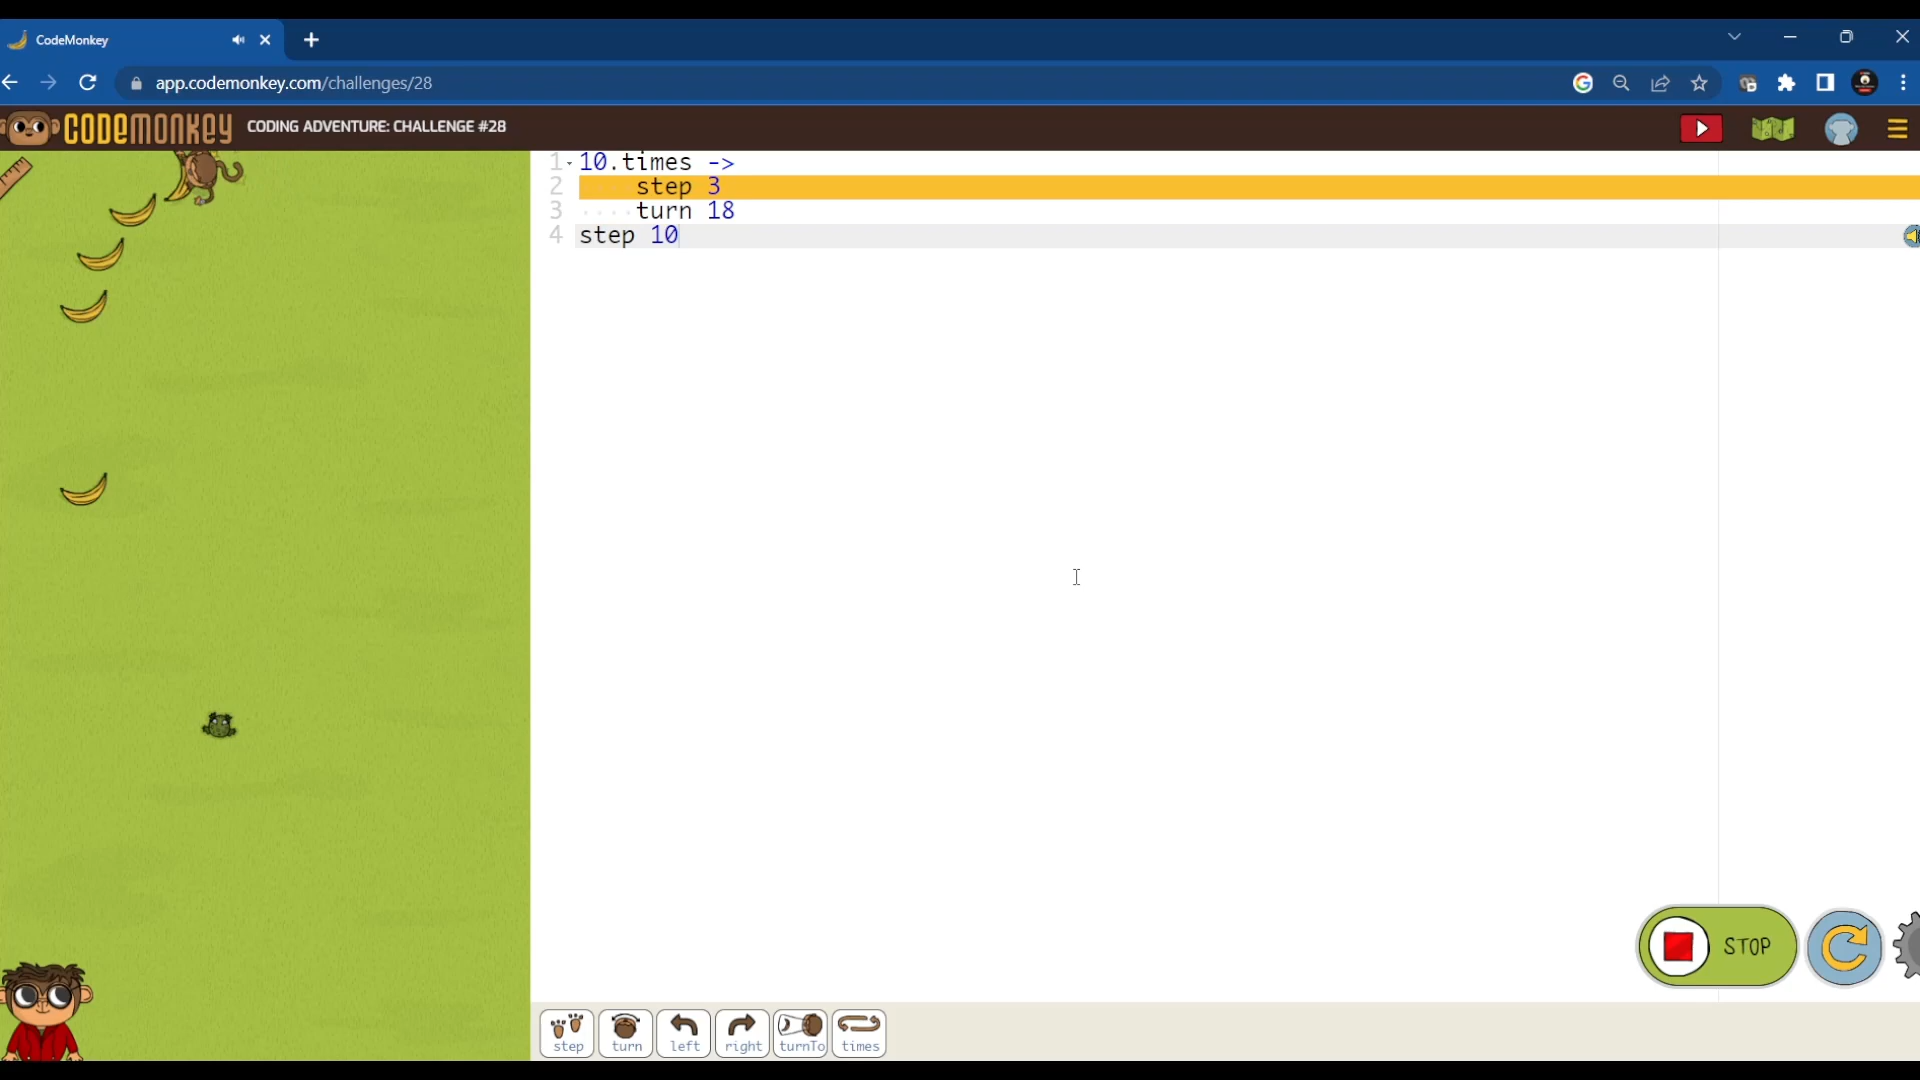 CodeMonkey
app.codemonkey.com/challenges/28
CODEMONKEY CODING ADVENTURE: CHALLENGE #28
1 10.times ->
2 step 3
3 turn 18
4 step 10
STOP
step turn left right turnTo times